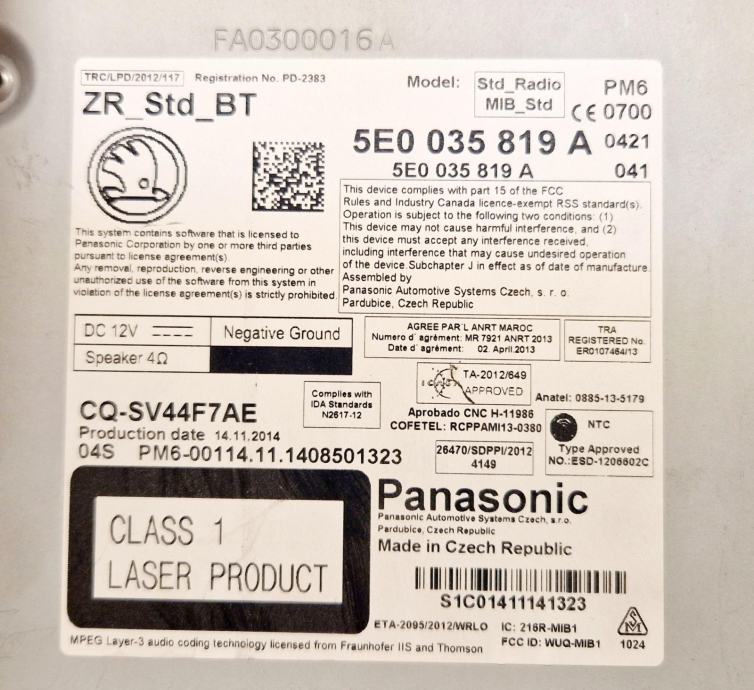 FA0300016A
TRC/LPD/2012/117 Registration No. PD-2383
Model: Std_Radio MIB_Std
PM6
ZR_Std_BT
CE 0700
5E0 035 819 A 0421
5E0 035 819 A 041
This device complies with part 15 of the FCC
Rules and Industry Canada licence-exempt RSS standard(s).
Operation is subject to the following two conditions: (1)
This device may not cause harmful interference, and (2)
this device must accept any interference received,
including interference that may cause undesired operation
of the device Subchapter J in effect as of date of manufacture.
Assembled by
Panasonic Automotive Systems Czech, s. r. o.
Pardubice, Czech Republic
This system contains software that is licensed to
Panasonic Corporation by one or more third parties
pursuant to license agreement(s).
Any removal, reproduction, reverse engineering or other
unauthorized use of the software from this system in
violation of the license agreement(s) is strictly prohibited.
DC 12V Negative Ground
Speaker 4Ω
AGREE PAR'L ANRT MAROC
Numero d' agrément: MR 7921 ANRT 2013
Date d' agrément: 02. April.2013
TRA
REGISTERED No.
ER0107464/13
TA-2012/649
APPROVED
Anatel: 0885-13-5179
Complies with
IDA Standards
N2617-12
CQ-SV44F7AE
Production date 14.11.2014
04S PM6-00114.11.1408501323
Aprobado CNC H-11986
COFETEL: RCPPAMI13-0380
26470/SDPPI/2012
4149
NTC
Type Approved
NO.:ESD-1206602C
CLASS 1
LASER PRODUCT
Panasonic
Panasonic Automotive Systems Czech, s.r.o.
Pardubice, Czech Republic
Made in Czech Republic
S1C01411141323
ETA-2095/2012/WRLO IC: 216R-MIB1
FCC ID: WUQ-MIB1
1024
MPEG Layer-3 audio coding technology licensed from Fraunhofer IIS and Thomson